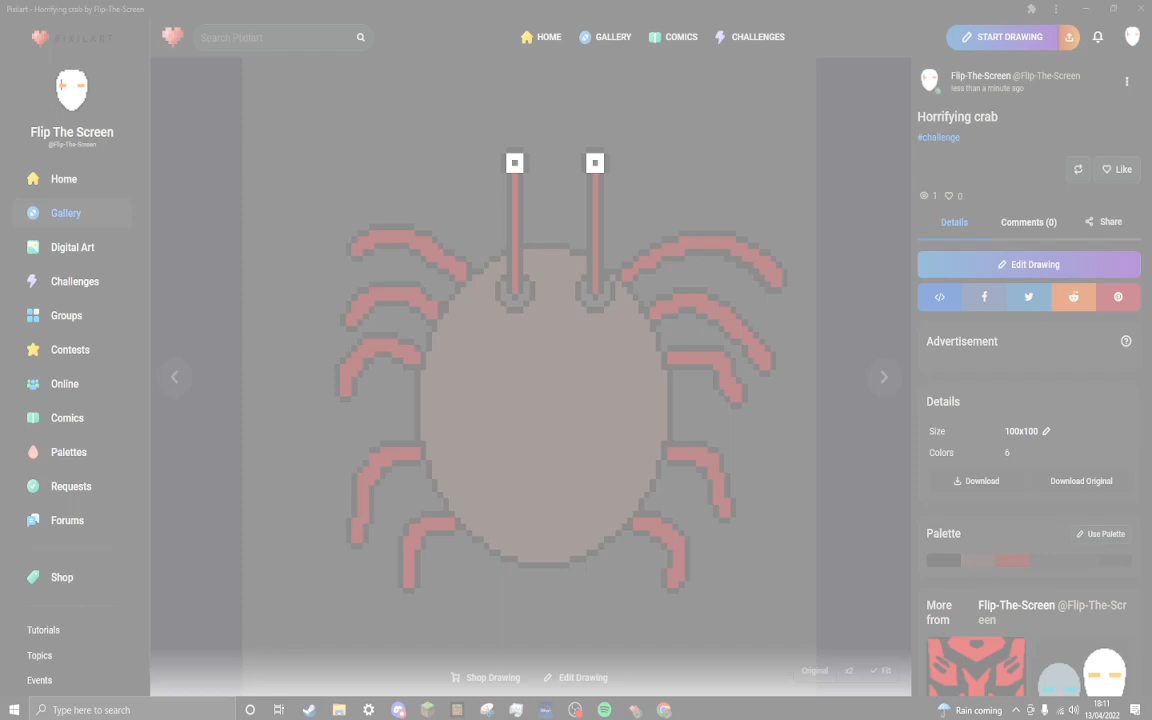 Pixilart - Horrifying crab by Flip-The-Screen
PIXILART
Search Pixilart
HOME
GALLERY
COMICS
CHALLENGES
START DRAWING
Flip The Screen
@Flip-The-Screen
Home
Gallery
Digital Art
Challenges
Groups
Contests
Online
Comics
Palettes
Requests
Forums
Shop
Tutorials
Topics
Events
Shop Drawing
Edit Drawing
Original
x2
Fit
Flip-The-Screen @Flip-The-Screen
less than a minute ago
Horrifying crab
#challenge
Like
1
0
Details
Comments (0)
Share
Edit Drawing
Advertisement
Details
Size 100x100
Colors 6
Download
Download Original
Palette
Use Palette
More from
Flip-The-Screen @Flip-The-Screen
Type here to search
Rain coming
18:11
13/04/2022